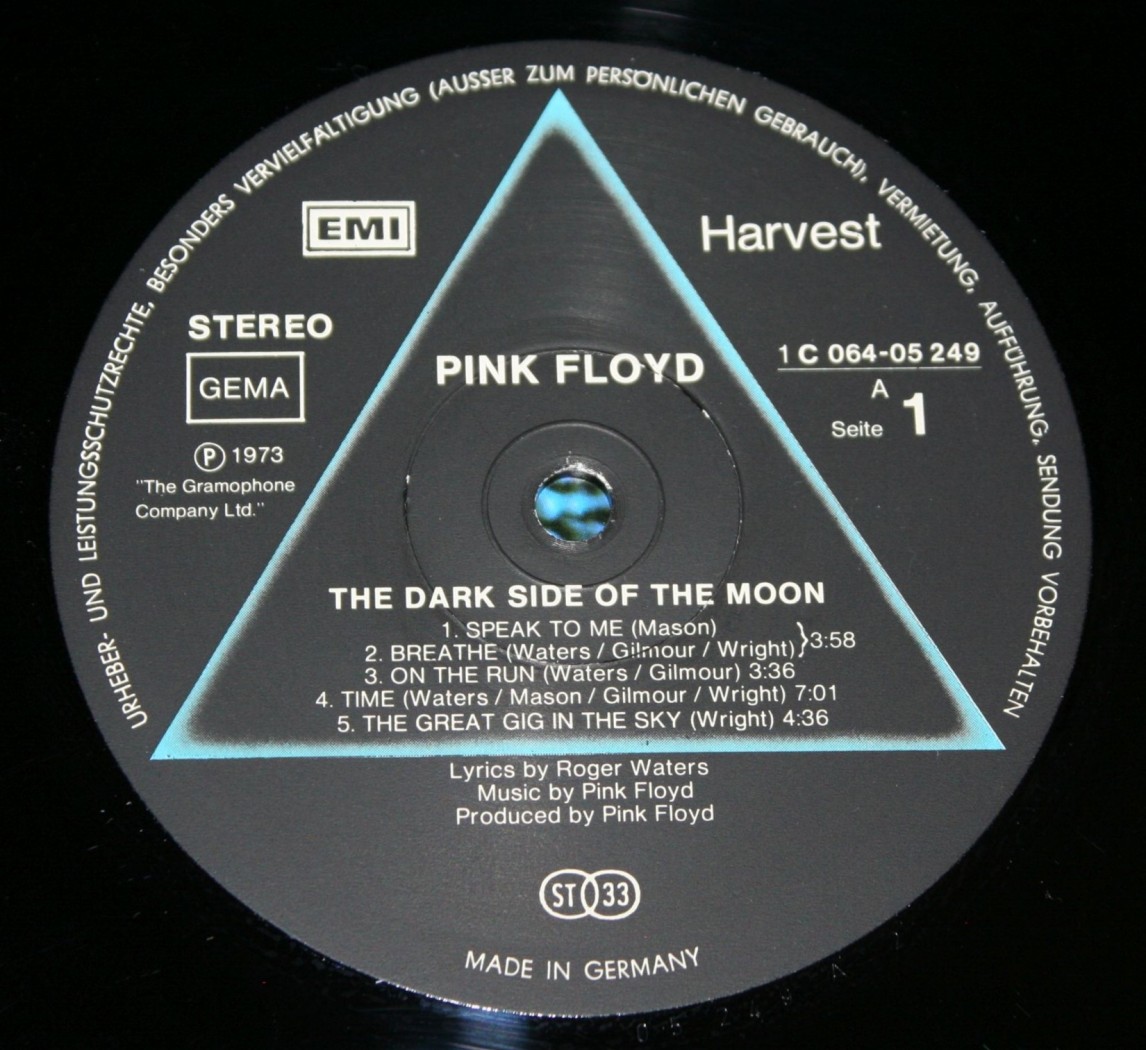 URHEBER- UND LEISTUNGSSCHUTZRECHTE, BESONDERS VERVIELFÄLTIGUNG (AUSSER ZUM PERSÖNLICHEN GEBRAUCH), VERMIETUNG, AUFFÜHRUNG, SENDUNG VORBEHALTEN
EMI
Harvest
STEREO
GEMA
Ⓟ 1973
"The Gramophone
Company Ltd."
PINK FLOYD
1 C 064-05 249
A
Seite 1
THE DARK SIDE OF THE MOON
1. SPEAK TO ME (Mason)
2. BREATHE (Waters / Gilmour / Wright)}3:58
3. ON THE RUN (Waters / Gilmour) 3:36
4. TIME (Waters / Mason / Gilmour / Wright) 7:01
5. THE GREAT GIG IN THE SKY (Wright) 4:36
Lyrics by Roger Waters
Music by Pink Floyd
Produced by Pink Floyd
ST 33
MADE IN GERMANY